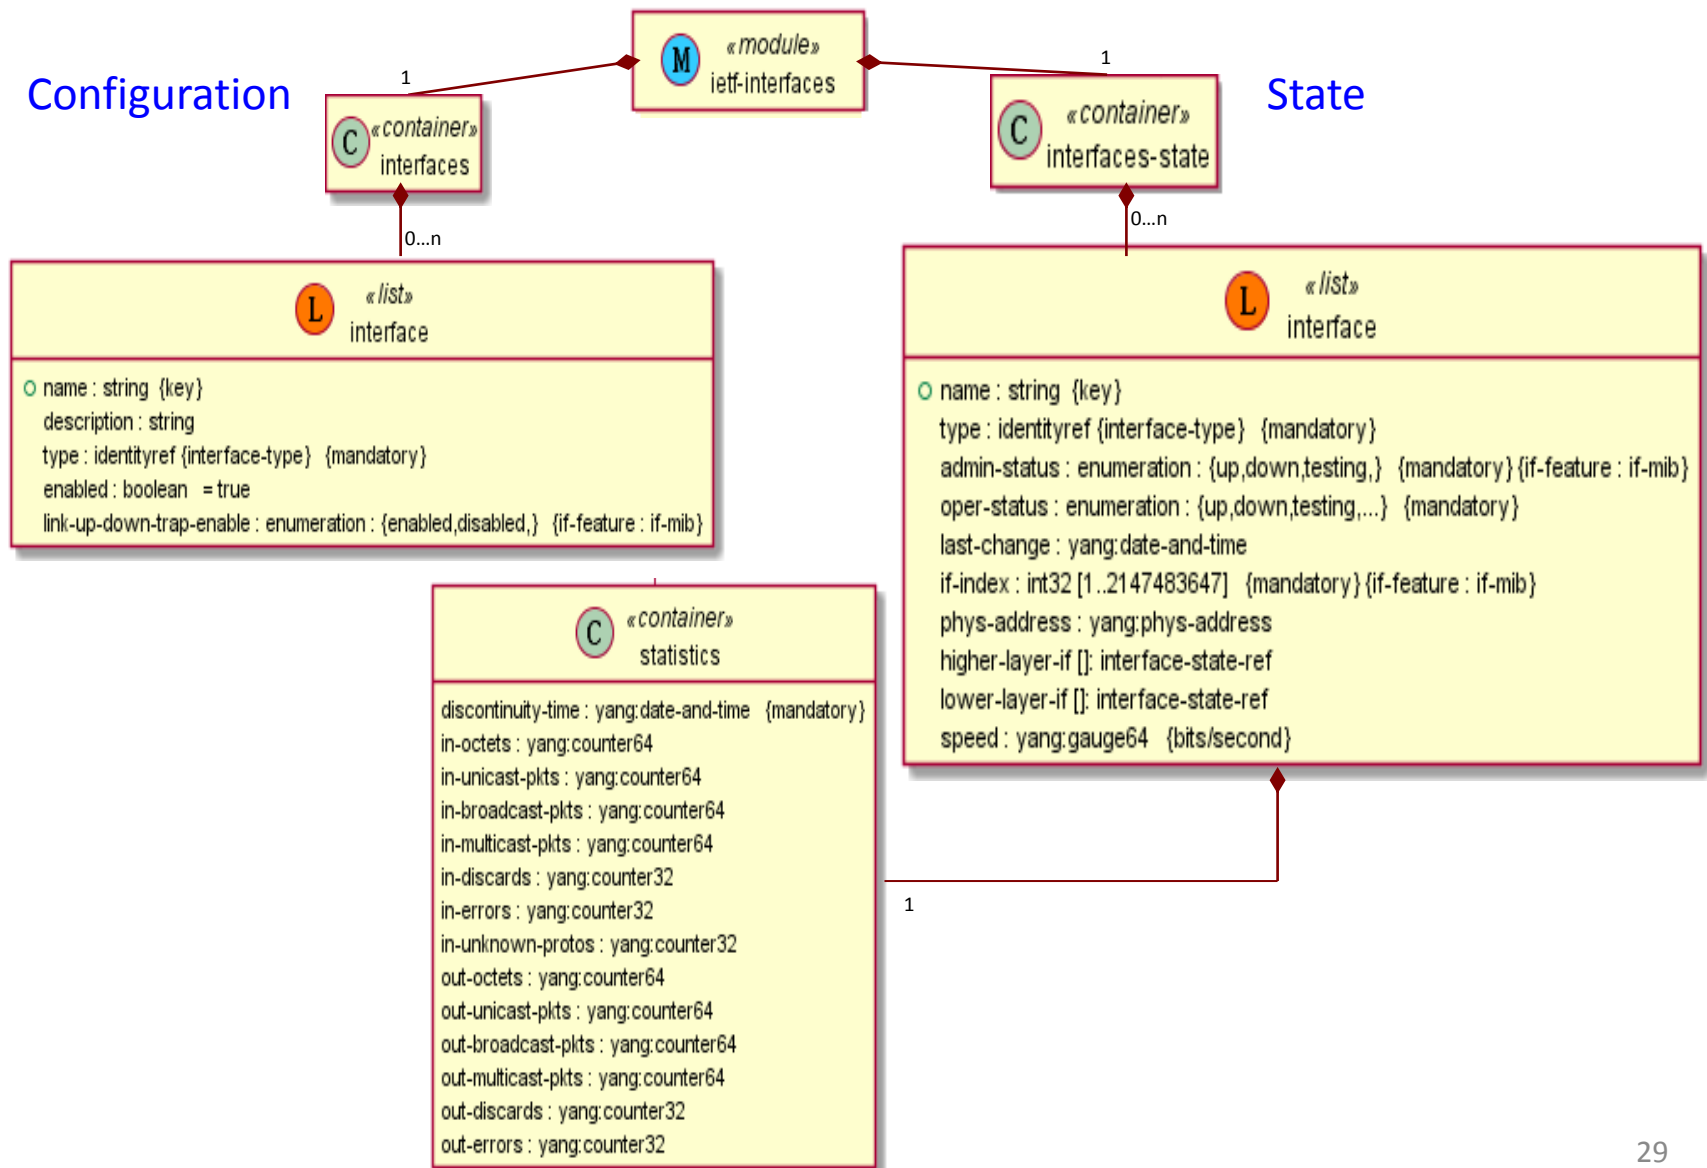 Configuration
State
M
«module»
ietf-interfaces
1
1
C
«container»
interfaces
C
«container»
interfaces-state
0...n
0...n
L
«list»
interface
name : string {key}
description : string
type : identityref {interface-type} {mandatory}
enabled : boolean = true
link-up-down-trap-enable : enumeration : {enabled,disabled,} {if-feature : if-mib}
L
«list»
interface
name : string {key}
type : identityref {interface-type} {mandatory}
admin-status : enumeration : {up,down,testing,} {mandatory} {if-feature : if-mib}
oper-status : enumeration : {up,down,testing,...} {mandatory}
last-change : yang:date-and-time
if-index : int32 [1..2147483647] {mandatory} {if-feature : if-mib}
phys-address : yang:phys-address
higher-layer-if []: interface-state-ref
lower-layer-if []: interface-state-ref
speed : yang:gauge64 {bits/second}
C
«container»
statistics
discontinuity-time : yang:date-and-time {mandatory}
in-octets : yang:counter64
in-unicast-pkts : yang:counter64
in-broadcast-pkts : yang:counter64
in-multicast-pkts : yang:counter64
in-discards : yang:counter32
in-errors : yang:counter32
in-unknown-protos : yang:counter32
out-octets : yang:counter64
out-unicast-pkts : yang:counter64
out-broadcast-pkts : yang:counter64
out-multicast-pkts : yang:counter64
out-discards : yang:counter32
out-errors : yang:counter32
1
29